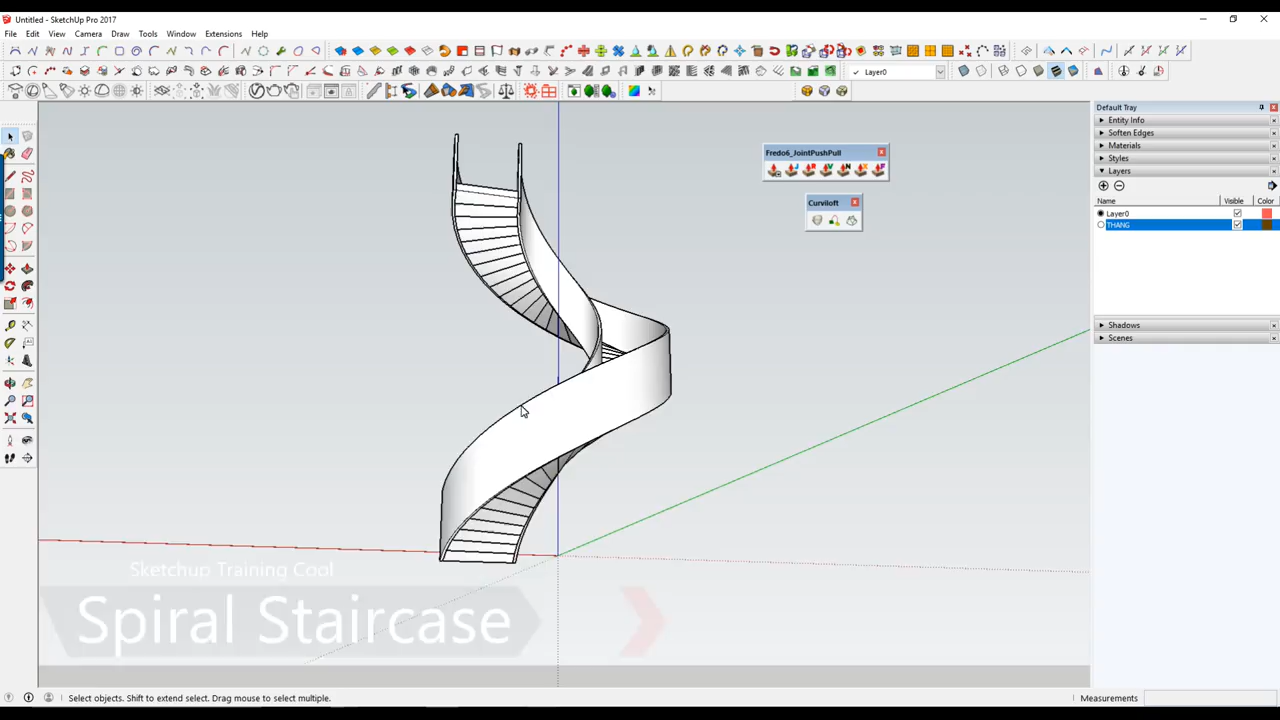 Untitled - SketchUp Pro 2017
File Edit View Camera Draw Tools Window Extensions Help
Layer0
Default Tray
Entity Info
Soften Edges
Materials
Styles
Layers
Name Visible Color
Layer0
THANG
Shadows
Scenes
Fredo6_JointPushPull
Curviloft
Sketchup Training Cool
Spiral Staircase
Select objects. Shift to extend select. Drag mouse to select multiple.
Measurements